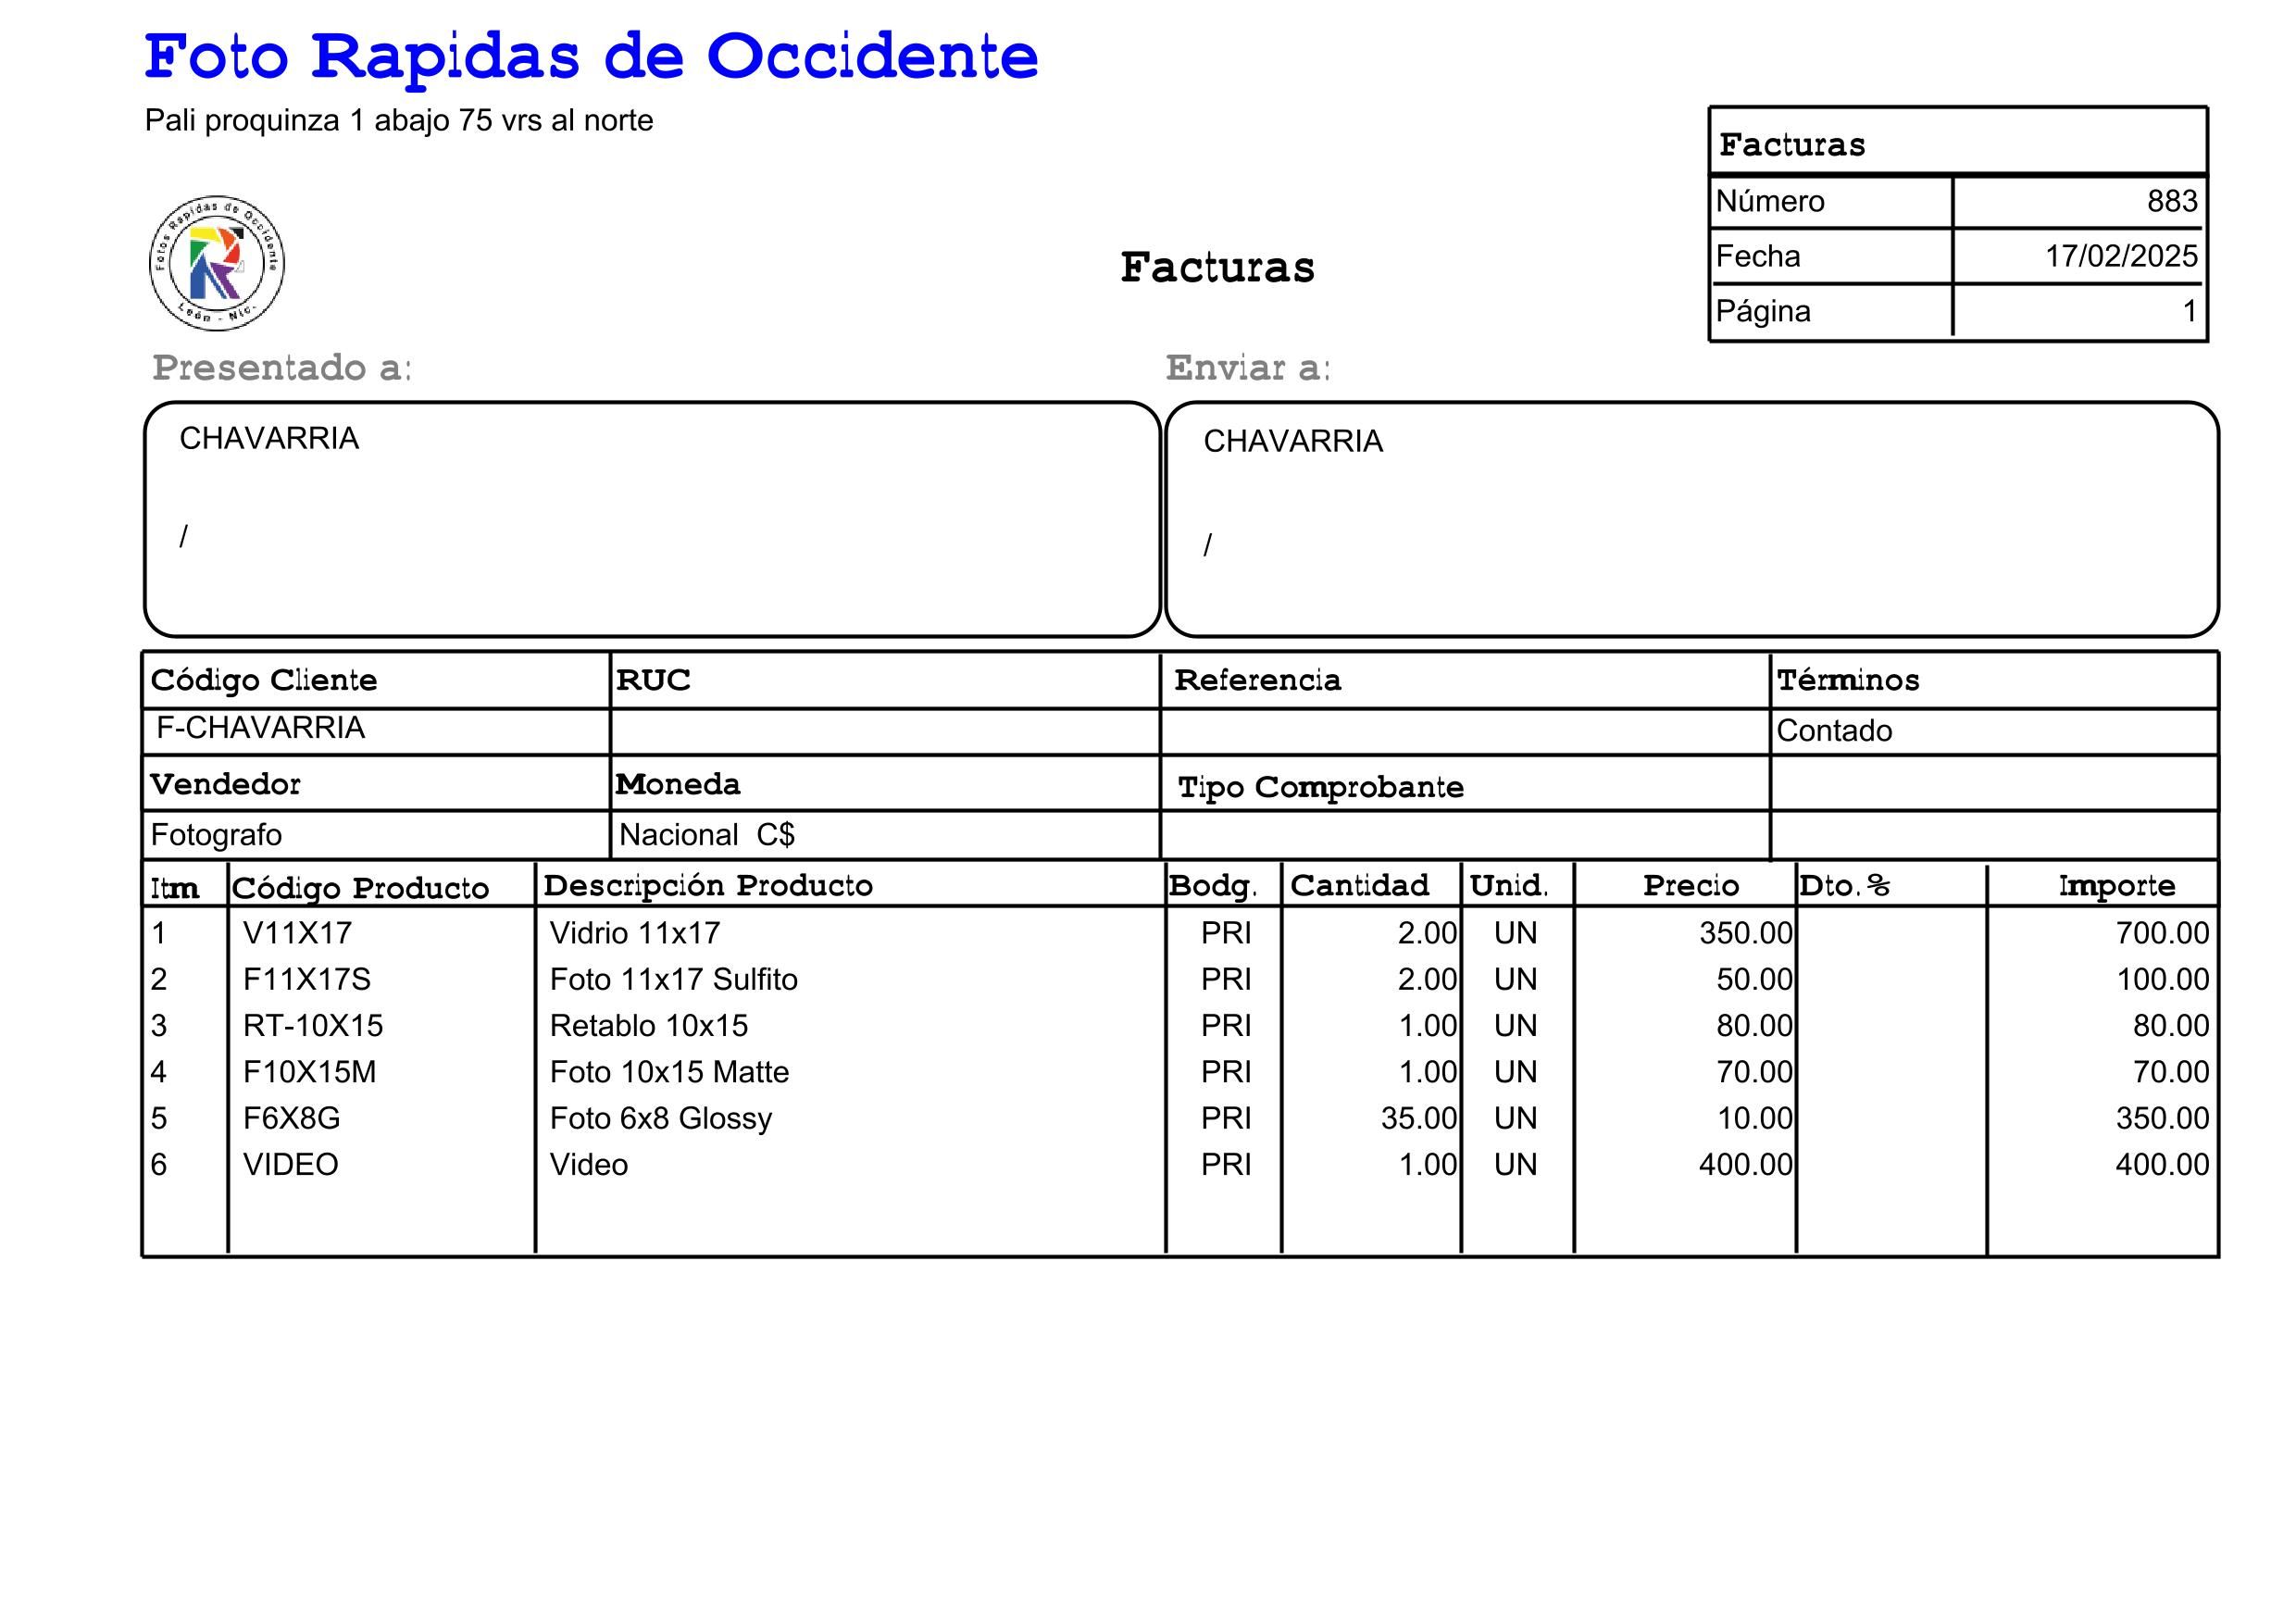 Foto Rapidas de Occidente
Pali proquinza 1 abajo 75 vrs al norte
Facturas
Número 883
Fecha 17/02/2025
Página 1
Fotos Rapidas de Occidente
León - Nic.
Facturas
Presentado a: Enviar a:
CHAVARRIA CHAVARRIA
/ /
Código Cliente RUC Referencia Términos
F-CHAVARRIA Contado
Vendedor Moneda Tipo Comprobante
Fotografo Nacional C$
Itm Código Producto Descripción Producto Bodg. Cantidad Unid. Precio Dto.% Importe
1 V11X17 Vidrio 11x17 PRI 2.00 UN 350.00 700.00
2 F11X17S Foto 11x17 Sulfito PRI 2.00 UN 50.00 100.00
3 RT-10X15 Retablo 10x15 PRI 1.00 UN 80.00 80.00
4 F10X15M Foto 10x15 Matte PRI 1.00 UN 70.00 70.00
5 F6X8G Foto 6x8 Glossy PRI 35.00 UN 10.00 350.00
6 VIDEO Video PRI 1.00 UN 400.00 400.00